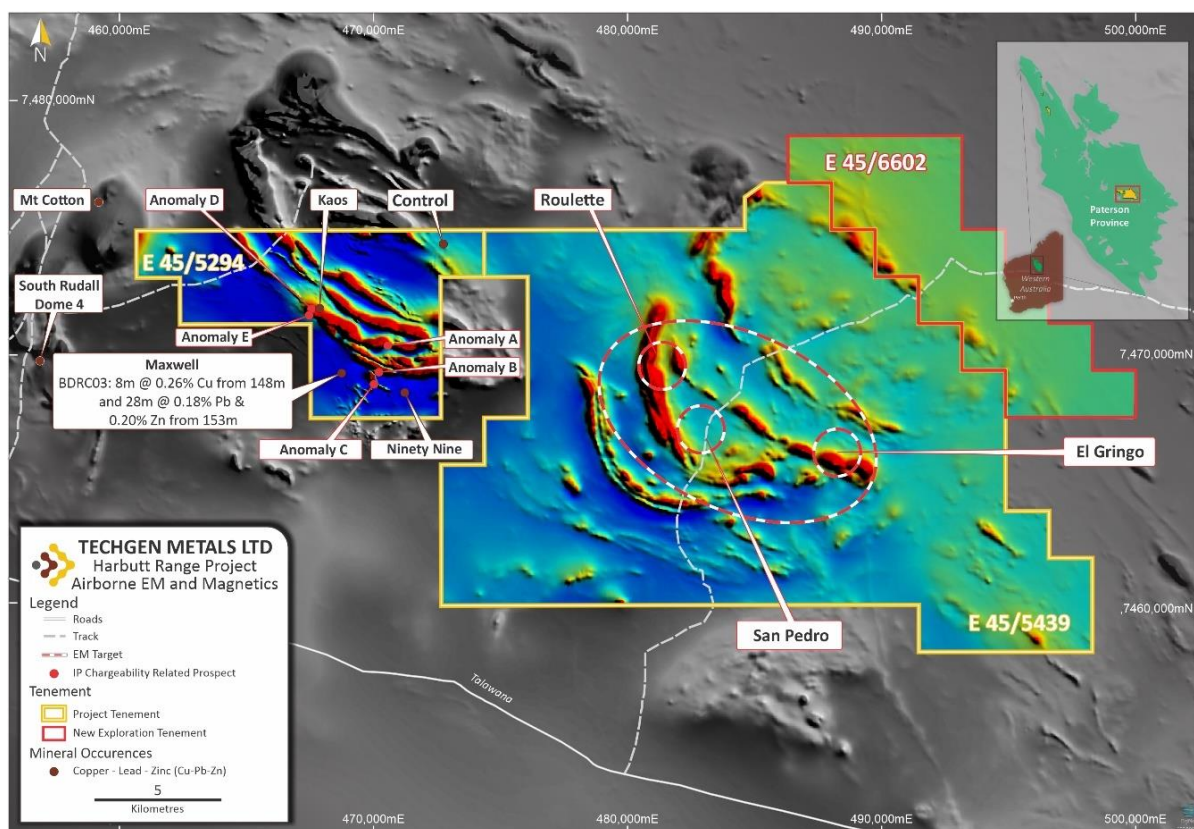 460,000mE
470,000mE
480,000mE
490,000mE
500,000mE
N
7,480,000mN
E 45/6602
Mt Cotton
Anomaly D
Kaos
Control
Roulette
Paterson
Province
E 45/5294
South Rudall
Dome 4
Western
Australia
Anomaly E
Anomaly A
7,470,000mN
Maxwell
BDRC03: 8m @ 0.26% Cu from 148m
and 28m @ 0.18% Pb &
0.20% Zn from 153m
Anomaly B
Anomaly C
Ninety Nine
El Gringo
TECHGEN METALS LTD
Harbutt Range Project
Airborne EM and Magnetics
Legend
Roads
Track
EM Target
IP Chargeability Related Prospect
Tenement
Project Tenement
New Exploration Tenement
Mineral Occurences
Copper - Lead - Zinc (Cu-Pb-Zn)
5
Kilometres
San Pedro
E 45/5439
,7460,000mN
Talawana
470,000mE
480,000mE
490,000mE
500,000mE